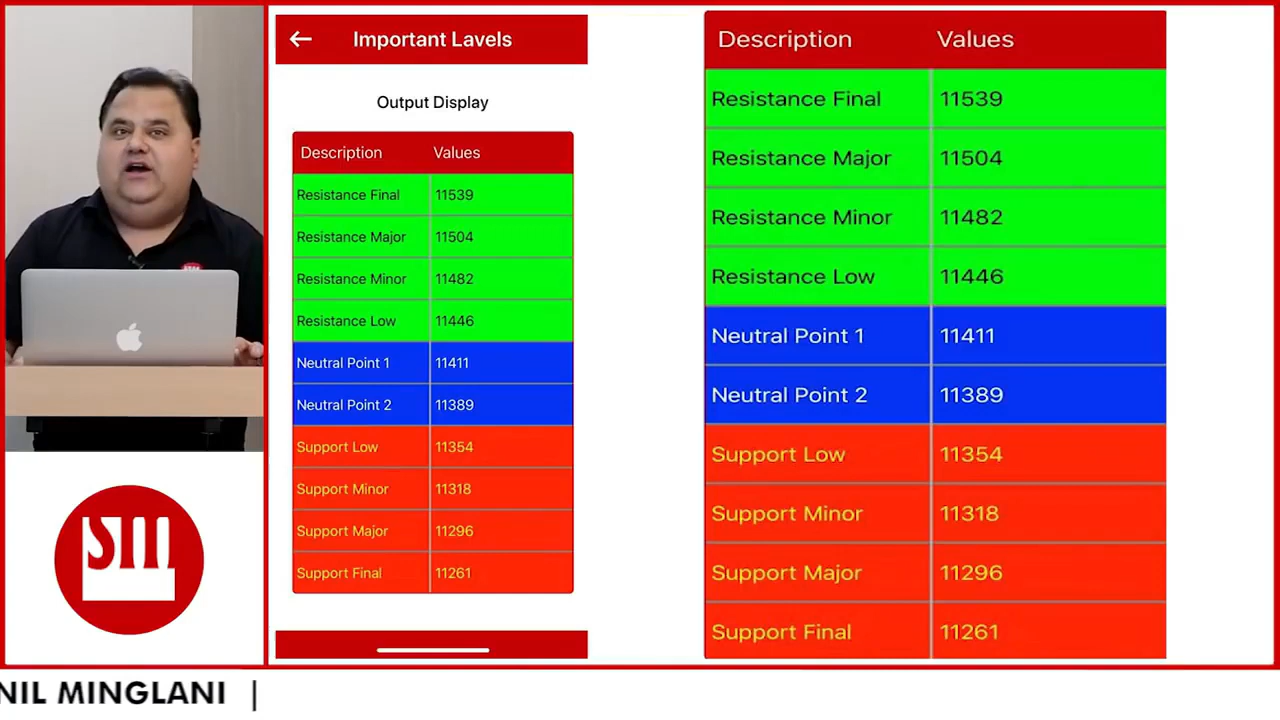 ← Important Lavels
Output Display
Description Values
Resistance Final 11539
Resistance Major 11504
Resistance Minor 11482
Resistance Low 11446
Neutral Point 1 11411
Neutral Point 2 11389
Support Low 11354
Support Minor 11318
Support Major 11296
Support Final 11261
Description Values
Resistance Final 11539
Resistance Major 11504
Resistance Minor 11482
Resistance Low 11446
Neutral Point 1 11411
Neutral Point 2 11389
Support Low 11354
Support Minor 11318
Support Major 11296
Support Final 11261
SM
NIL MINGLANI |